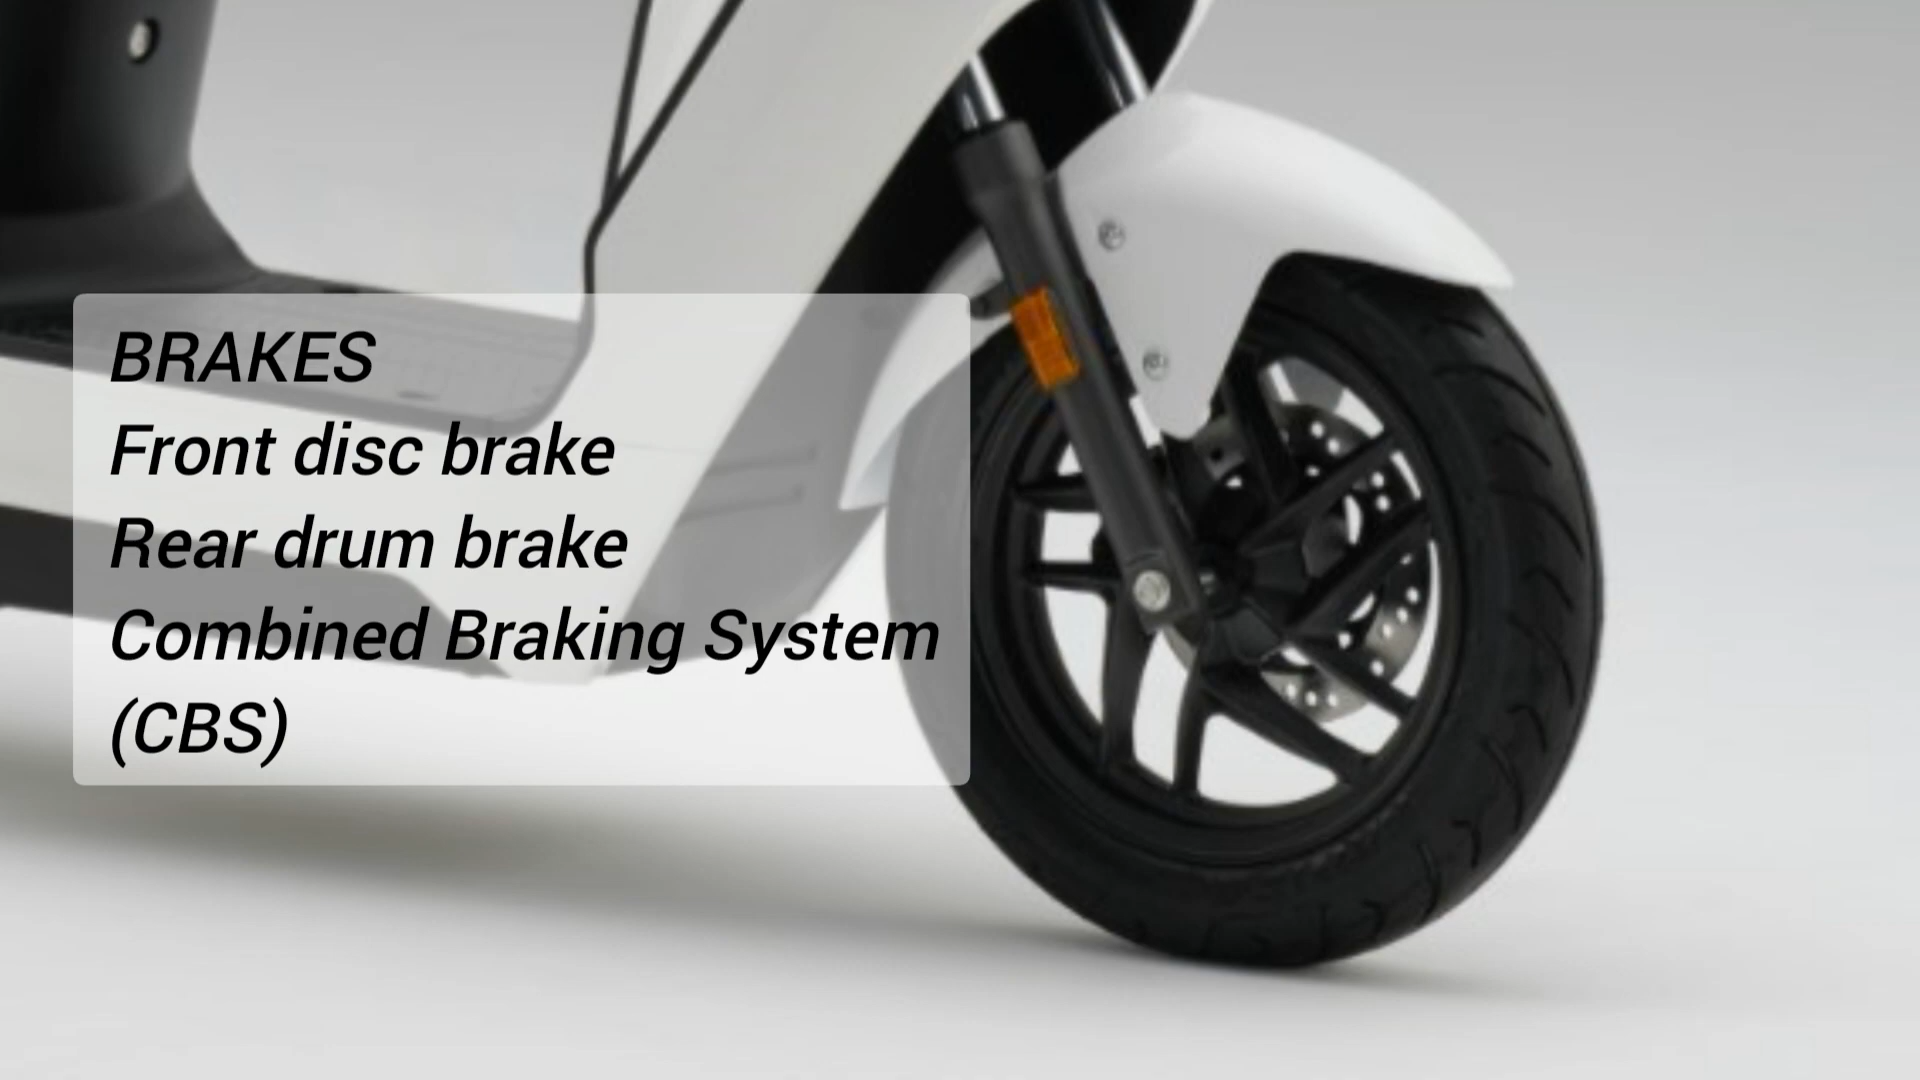 BRAKES
Front disc brake
Rear drum brake
Combined Braking System
(CBS)